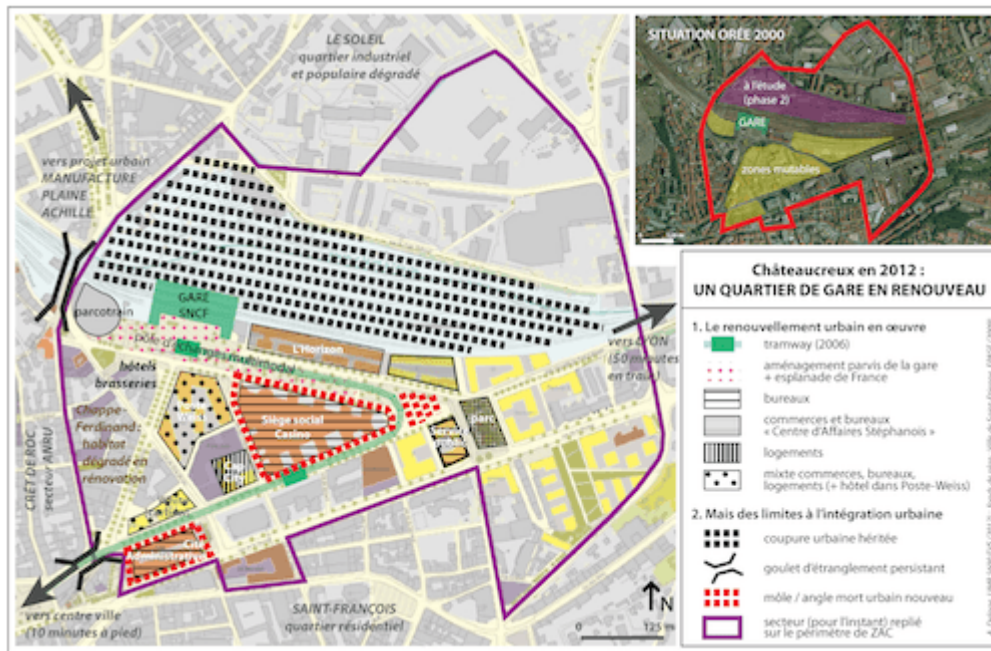 LE SOLEIL
quartier industriel
et populaire dégradé
vers projet urbain
MANUFACTURE
PLAINE
ACHILLE
parcotrain
GARE
SNCF
L'Horizon
vers LYON
(50 minutes
en train)
hôtels
brasseries
Siège social
Casino
parc
Chappe-
Ferdinand :
habitat
dégradé en
rénovation
CRÊT DE ROC
secteur ANRU
Cité
Administrative
vers centre ville
(10 minutes à pied)
SAINT-FRANÇOIS
quartier résidentiel
N
0 125 m
SITUATION ORÉE 2000
à l'étude
(phase 2)
GARE
zones mutables
Châteaucreux en 2012 :
UN QUARTIER DE GARE EN RENOUVEAU
1. Le renouvellement urbain en œuvre
tramway (2006)
aménagement parvis de la gare
+ esplanade de France
bureaux
commerces et bureaux
« Centre d'Affaires Stéphanois »
logements
mixte commerces, bureaux,
logements (+ hôtel dans Poste-Weiss)
2. Mais des limites à l'intégration urbaine
coupure urbaine héritée
goulet d'étranglement persistant
môle / angle mort urbain nouveau
secteur (pour l'instant) replié
sur le périmètre de ZAC